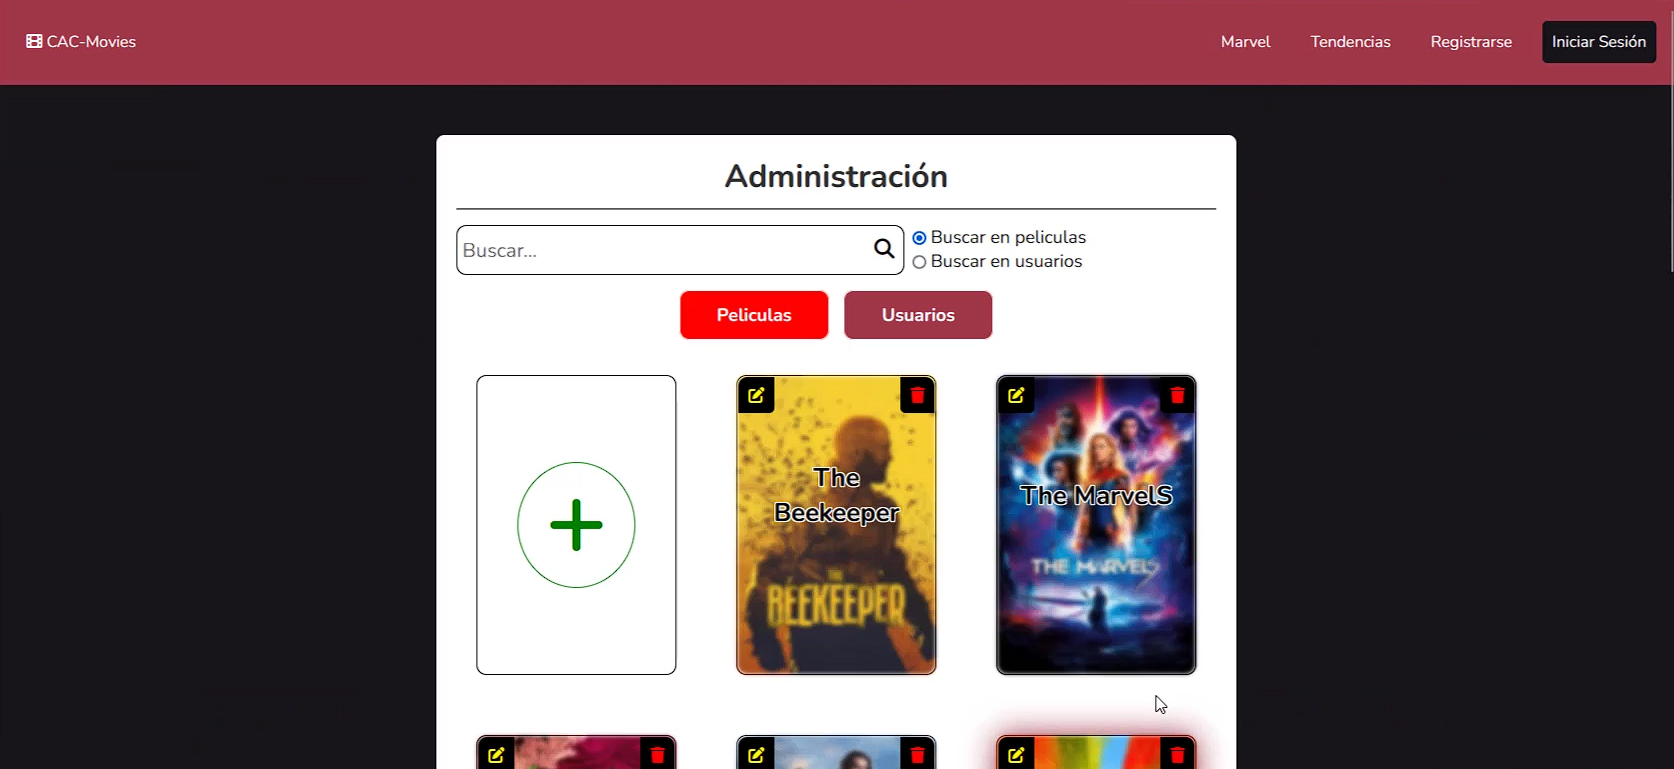 CAC-Movies
Marvel
Tendencias
Registrarse
Iniciar Sesión
Administración
Buscar...
Buscar en peliculas
Buscar en usuarios
Peliculas
Usuarios
The
Beekeeper
THE
BEEKEEPER
The MarvelS
THE MARVELS